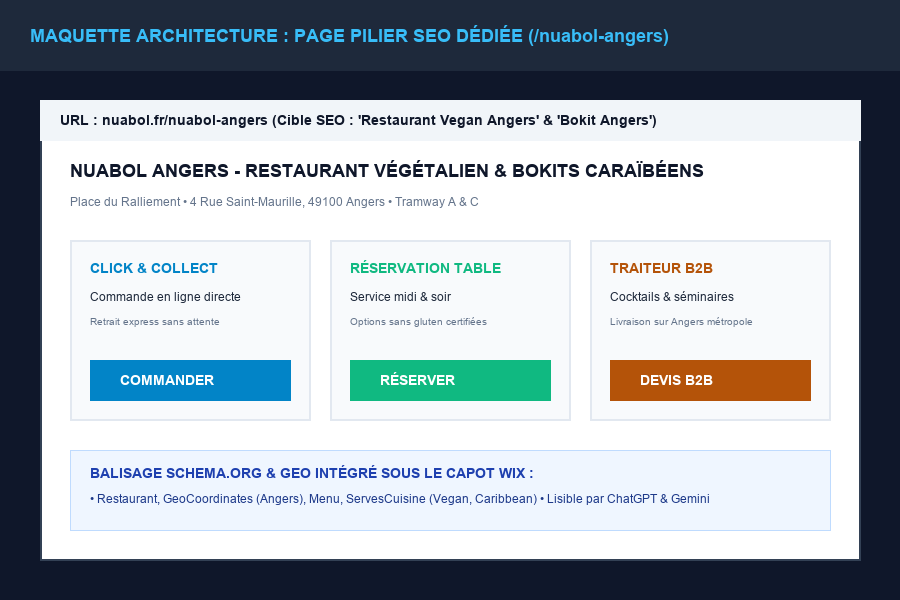 MAQUETTE ARCHITECTURE : PAGE PILIER SEO DÉDIÉE (/nuabol-angers)
URL : nuabol.fr/nuabol-angers (Cible SEO : 'Restaurant Vegan Angers' & 'Bokit Angers')
NUABOL ANGERS - RESTAURANT VÉGÉTALIEN & BOKITS CARAÏBÉENS
Place du Ralliement • 4 Rue Saint-Maurille, 49100 Angers • Tramway A & C
CLICK & COLLECT
Commande en ligne directe
Retrait express sans attente
COMMANDER
RÉSERVATION TABLE
Service midi & soir
Options sans gluten certifiées
RÉSERVER
TRAITEUR B2B
Cocktails & séminaires
Livraison sur Angers métropole
DEVIS B2B
BALISAGE SCHEMA.ORG & GEO INTÉGRÉ SOUS LE CAPOT WIX :
• Restaurant, GeoCoordinates (Angers), Menu, ServesCuisine (Vegan, Caribbean) • Lisible par ChatGPT & Gemini